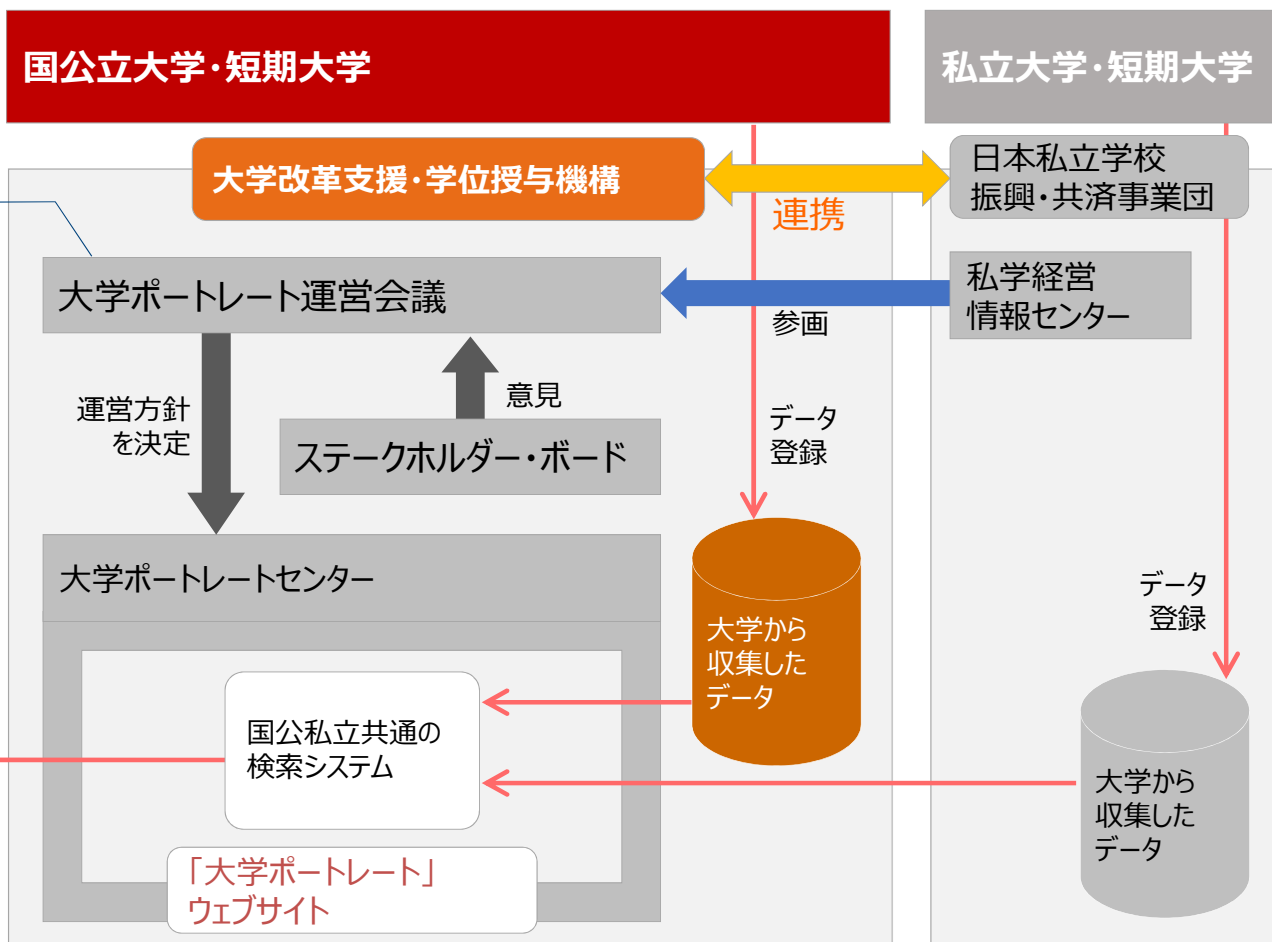 国公立大学・短期大学
私立大学・短期大学
大学改革支援・学位授与機構
連携
日本私立学校
振興・共済事業団
大学ポートレート運営会議
参画
私学経営
情報センター
運営方針
を決定
意見
ステークホルダー・ボード
データ
登録
大学ポートレートセンター
大学から
収集した
データ
データ
登録
国公私立共通の
検索システム
大学から
収集した
データ
「大学ポートレート」
ウェブサイト